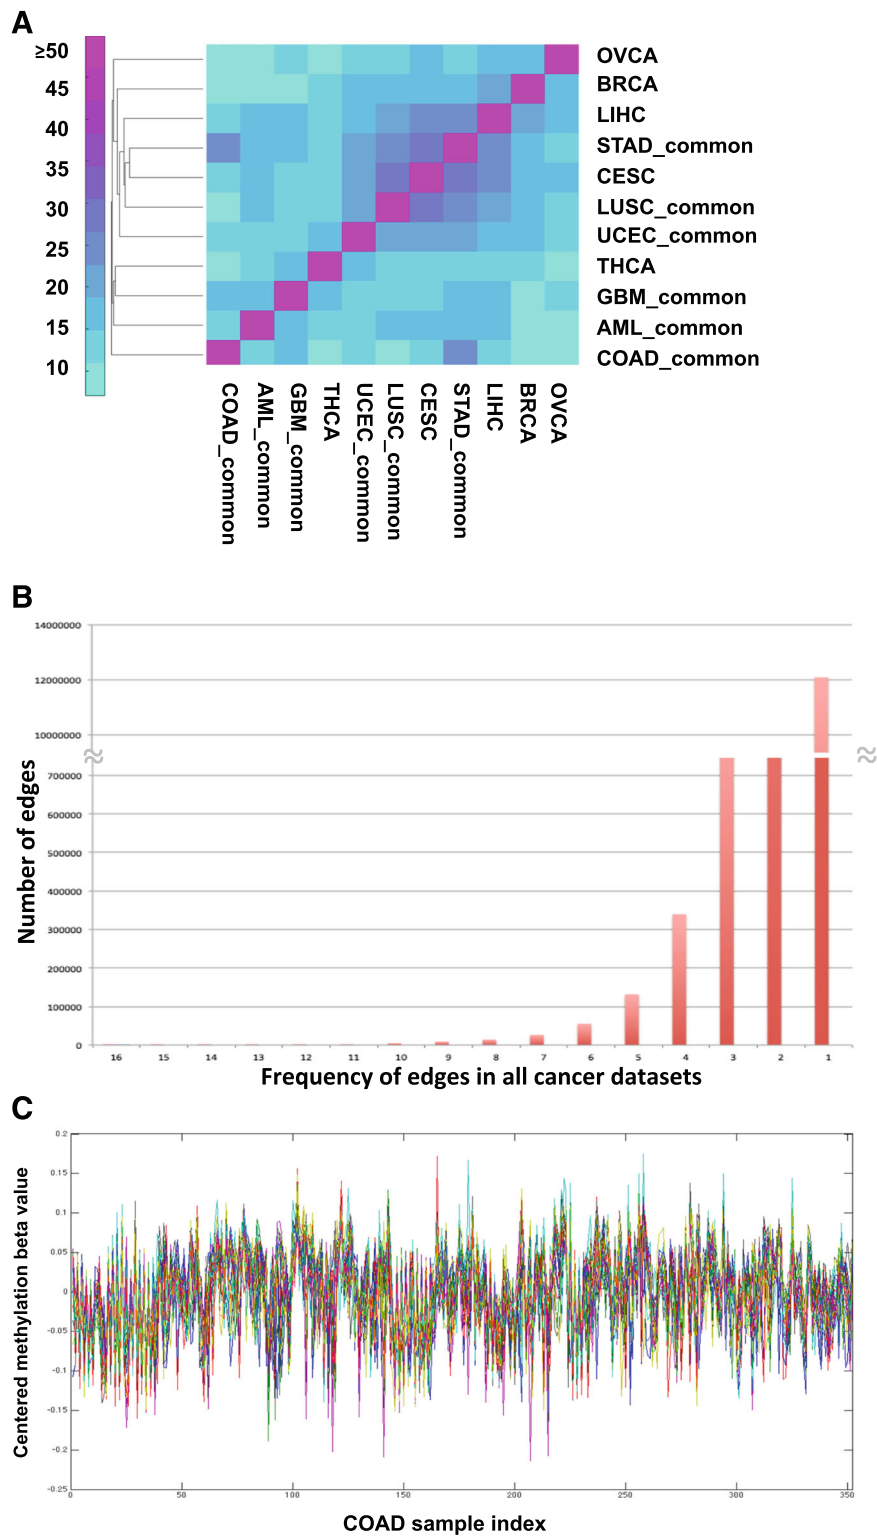 A
≥50
45
40
35
30
25
20
15
10
OVCA
BRCA
LIHC
STAD_common
CESC
LUSC_common
UCEC_common
THCA
GBM_common
AML_common
COAD_common
COAD_common
AML_common
GBM_common
THCA
UCEC_common
LUSC_common
CESC
STAD_common
LIHC
BRCA
OVCA
B
Number of edges
14000000
12000000
10000000
700000
600000
500000
400000
300000
200000
100000
0
16 15 14 13 12 11 10 9 8 7 6 5 4 3 2 1
Frequency of edges in all cancer datasets
C
Centered methylation beta value
0.2
0.15
0.1
0.05
0
-0.05
-0.1
-0.15
-0.2
-0.25
0 50 100 150 200 250 300 350
COAD sample index